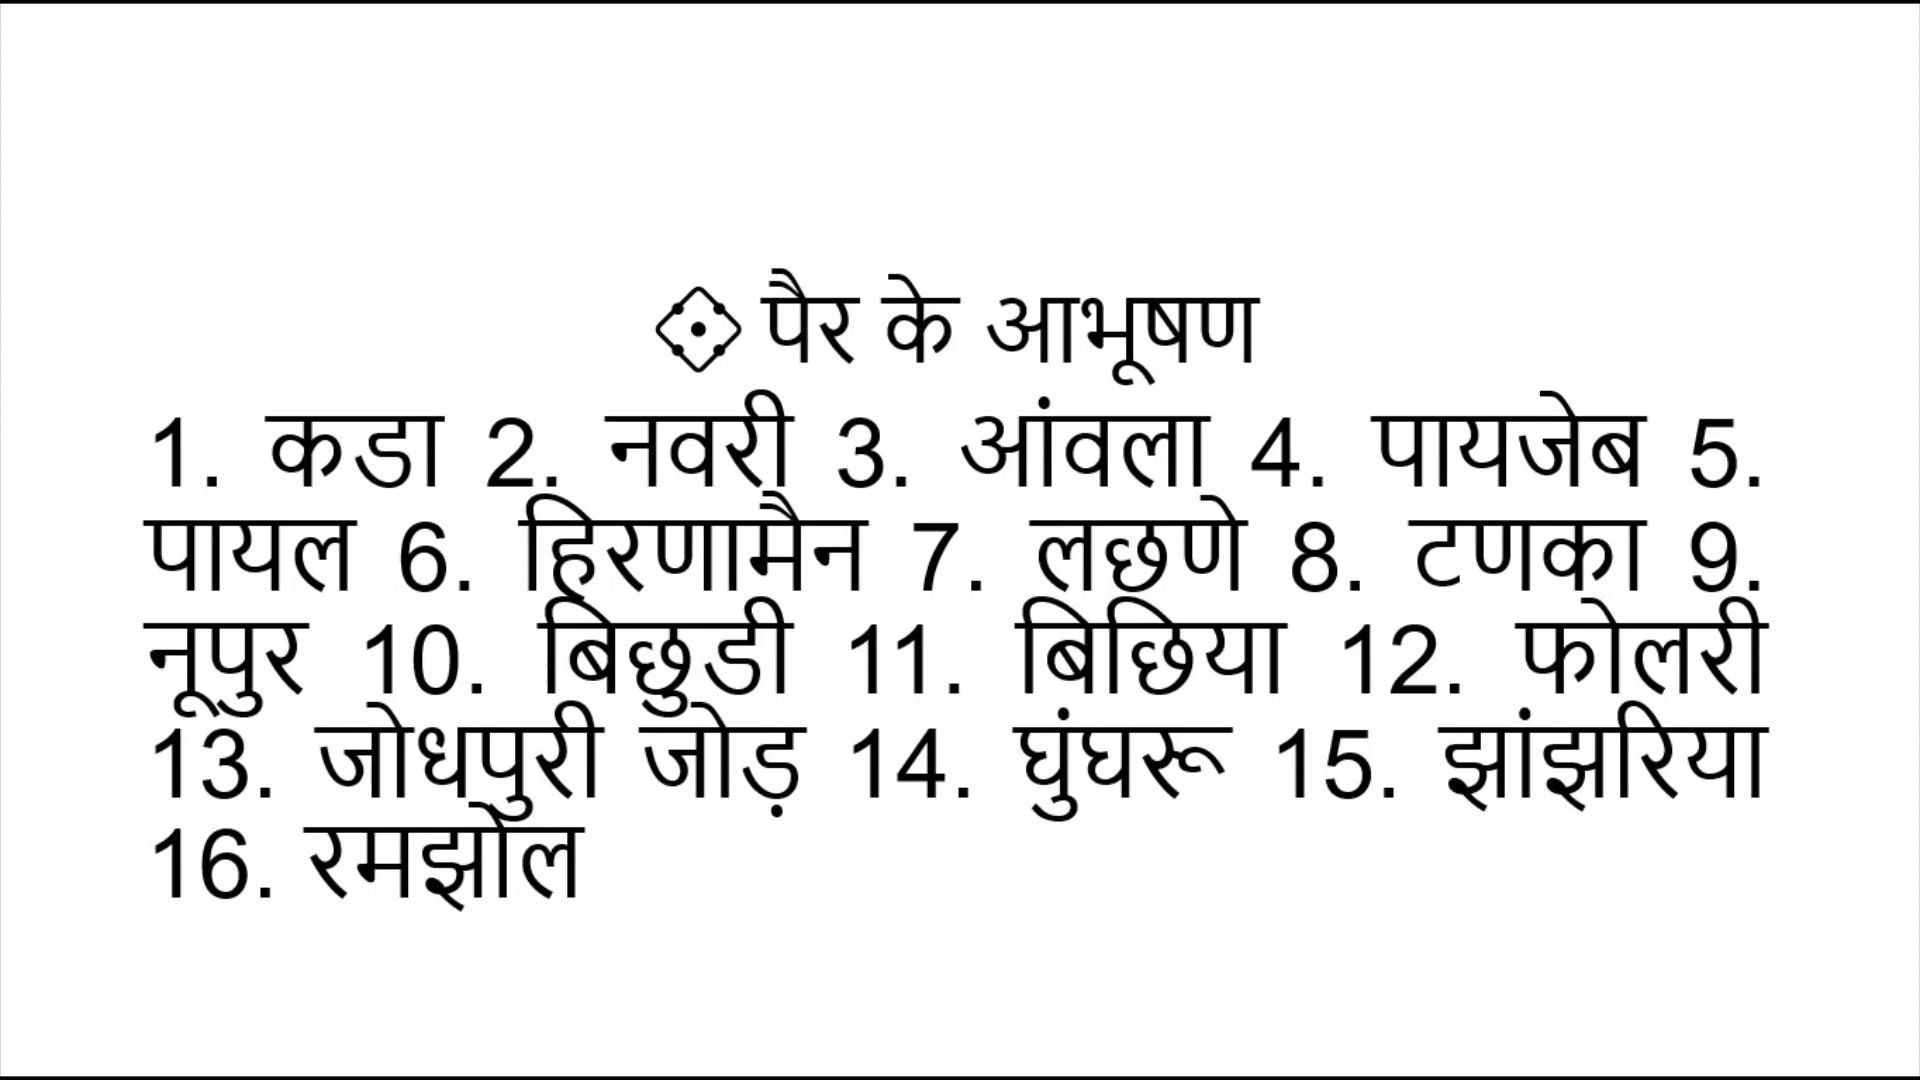 पैर के आभूषण
1. कडा 2. नवरी 3. आंवला 4. पायजेब 5.
पायल 6. हिरणामैन 7. लछणे 8. टणका 9.
नूपुर 10. बिछुडी 11. बिछिया 12. फोलरी
13. जोधपुरी जोड़ 14. घुंघरू 15. झांझरिया
16. रमझोल